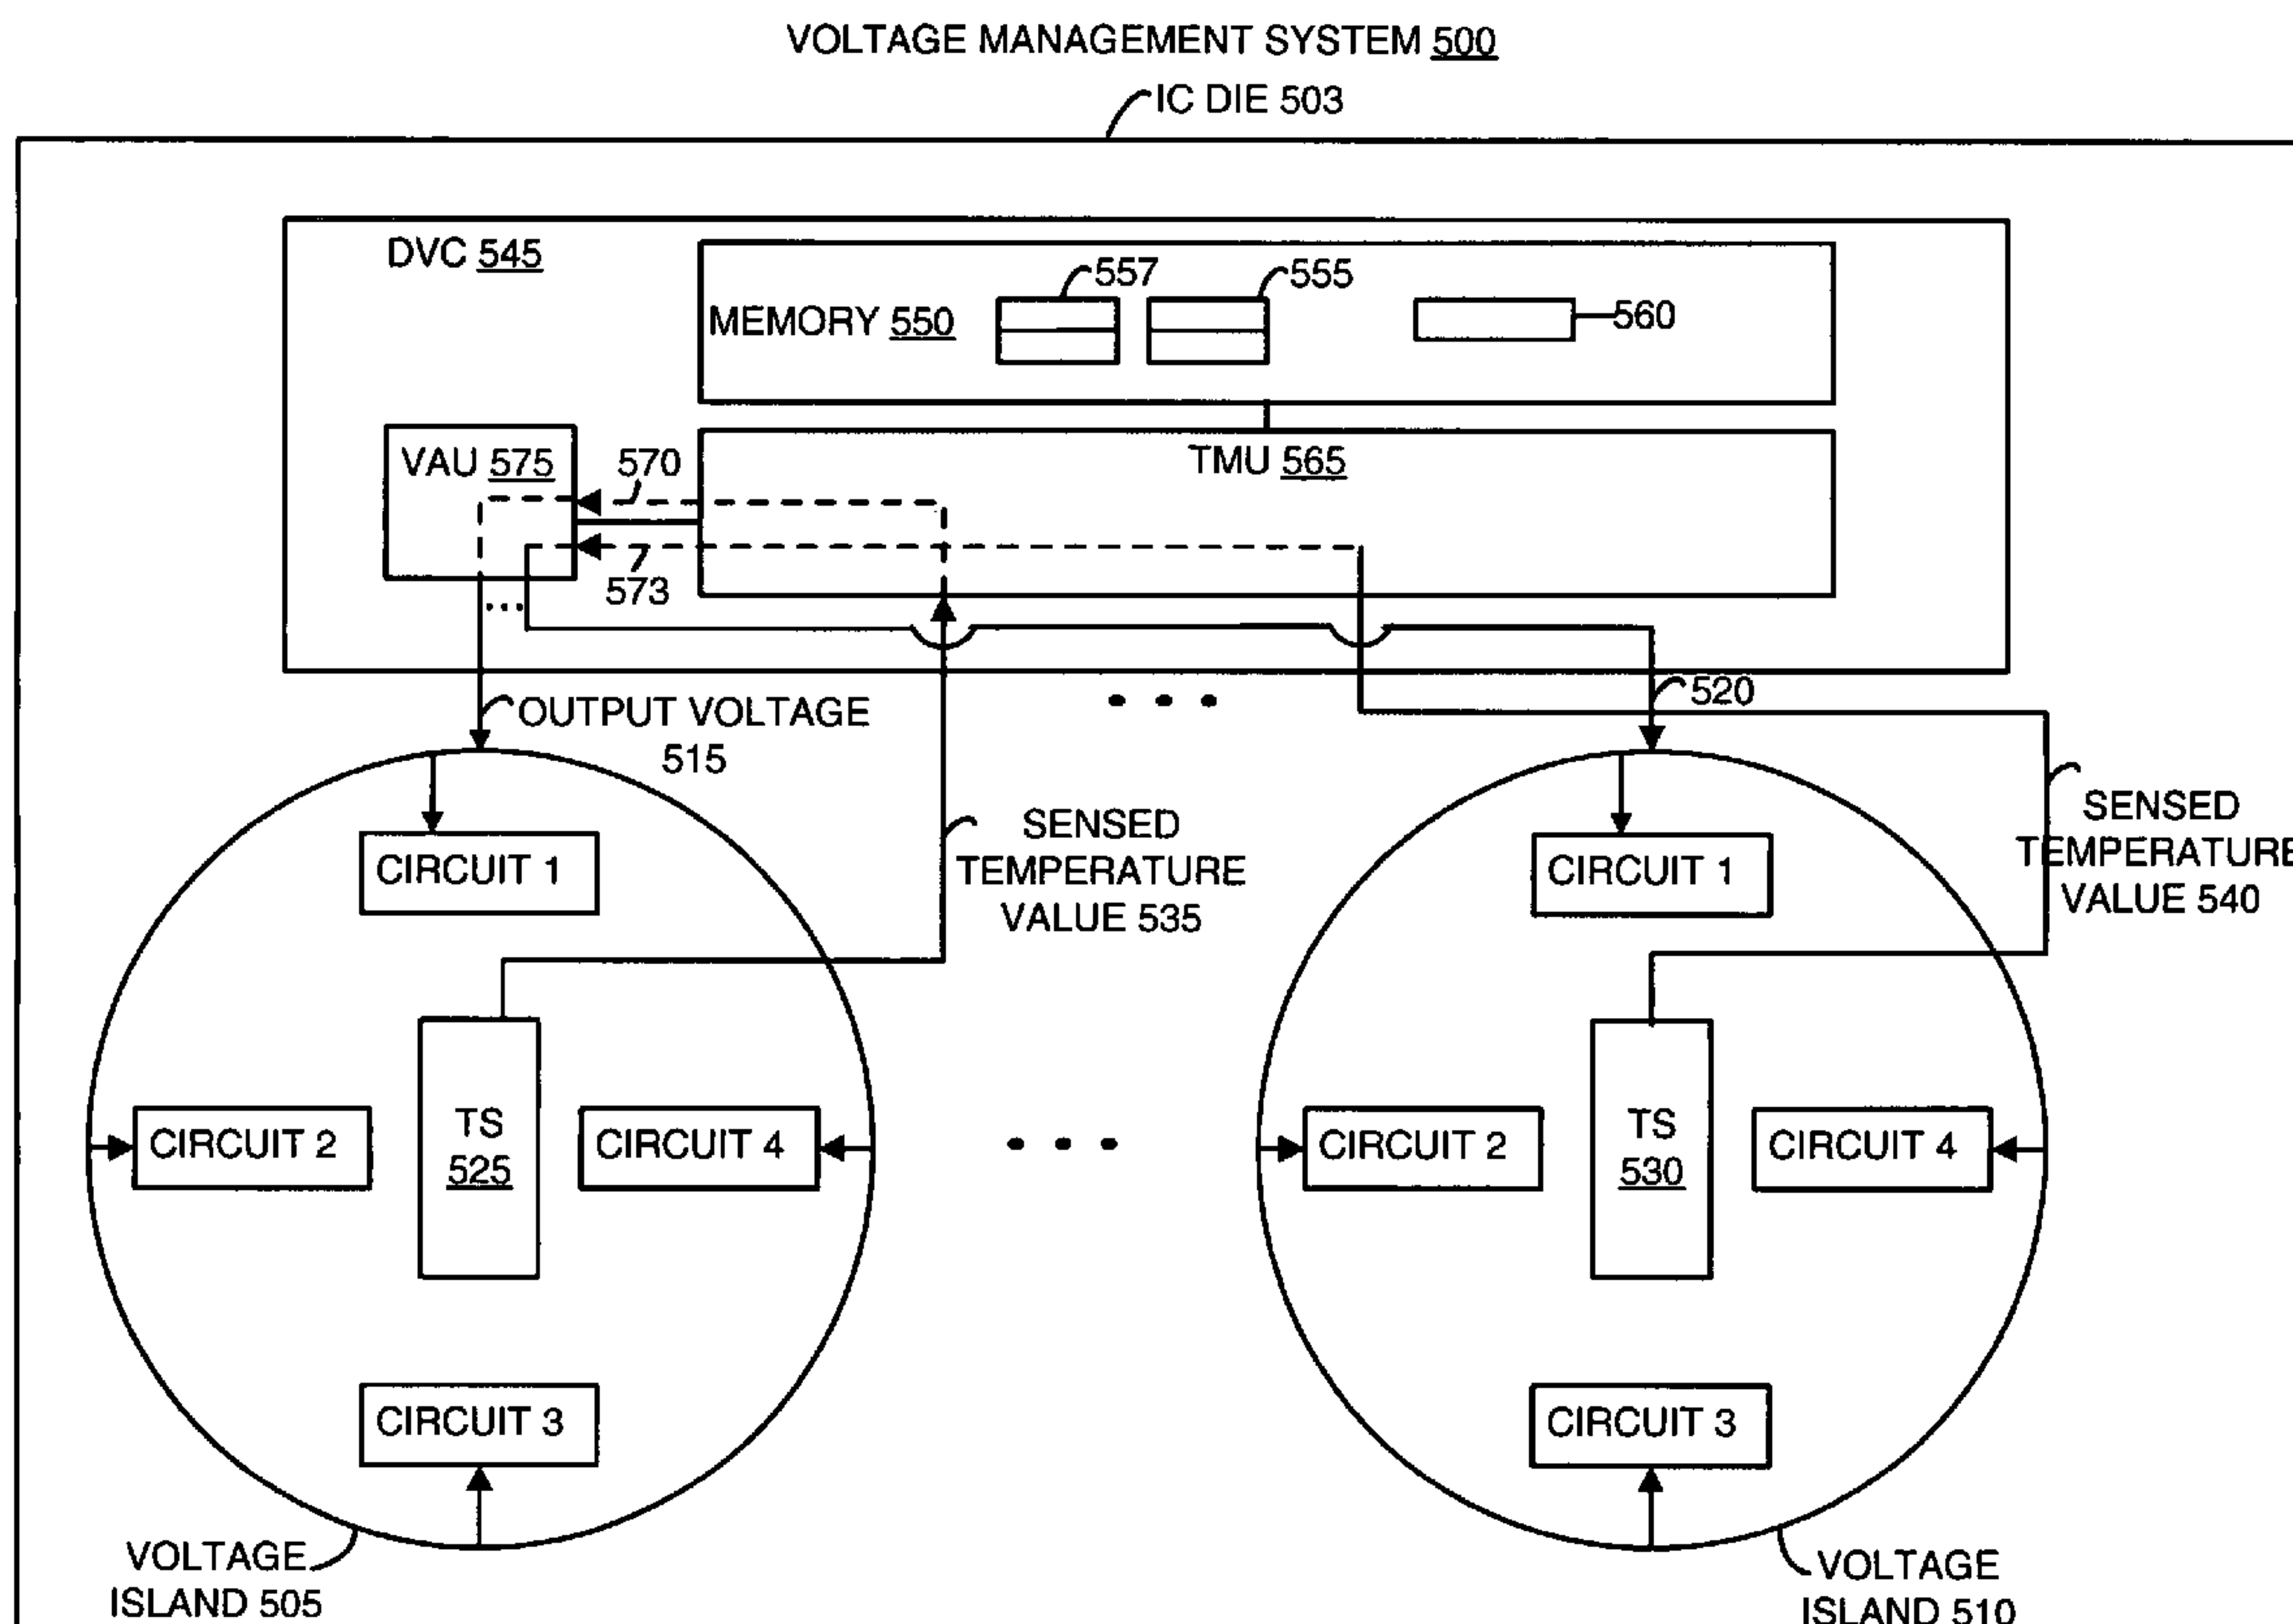 VOLTAGE MANAGEMENT SYSTEM 500
IC DIE 503
DVC 545
557
555
MEMORY 550
560
VAU 575
570
TMU 565
573
...
OUTPUT VOLTAGE
515
• • •
520
SENSED
TEMPERATURE
VALUE 535
SENSED
TEMPERATURE
VALUE 540
CIRCUIT 1
CIRCUIT 2
TS
525
CIRCUIT 4
CIRCUIT 3
VOLTAGE
ISLAND 505
• • •
CIRCUIT 1
CIRCUIT 2
TS
530
CIRCUIT 4
CIRCUIT 3
VOLTAGE
ISLAND 510